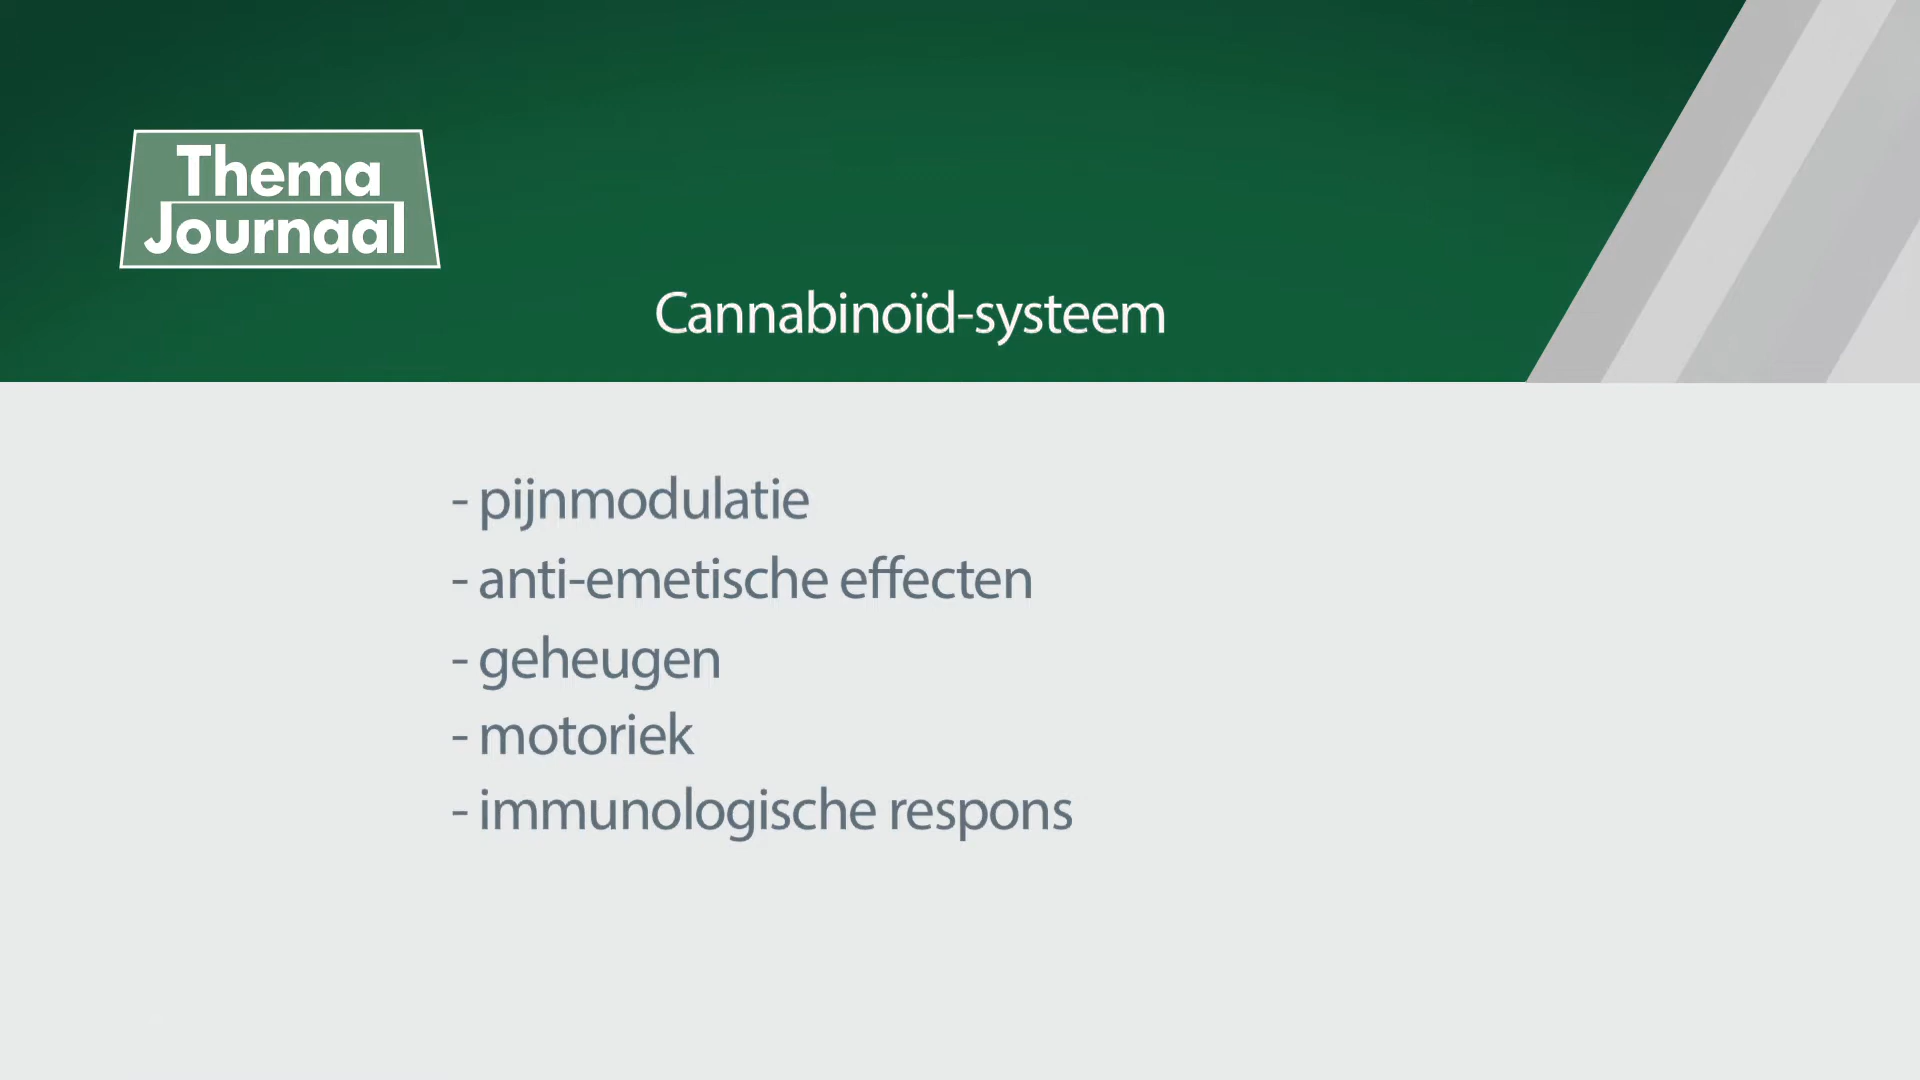 Thema
Journaal
Cannabinoïd-systeem
- pijnmodulatie
- anti-emetische effecten
- geheugen
- motoriek
- immunologische respons